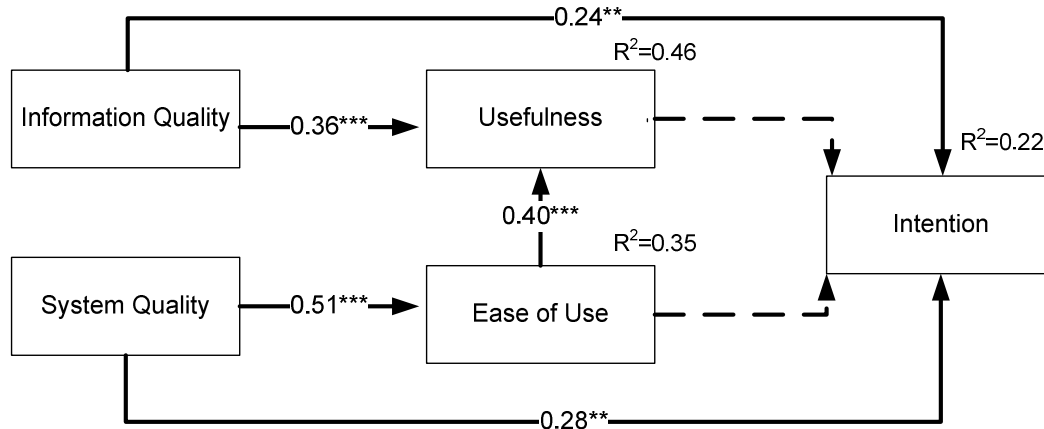 0.24**
R²=0.46
Information Quality
0.36***
Usefulness
R²=0.22
0.40***
Intention
R²=0.35
System Quality
0.51***
Ease of Use
0.28**